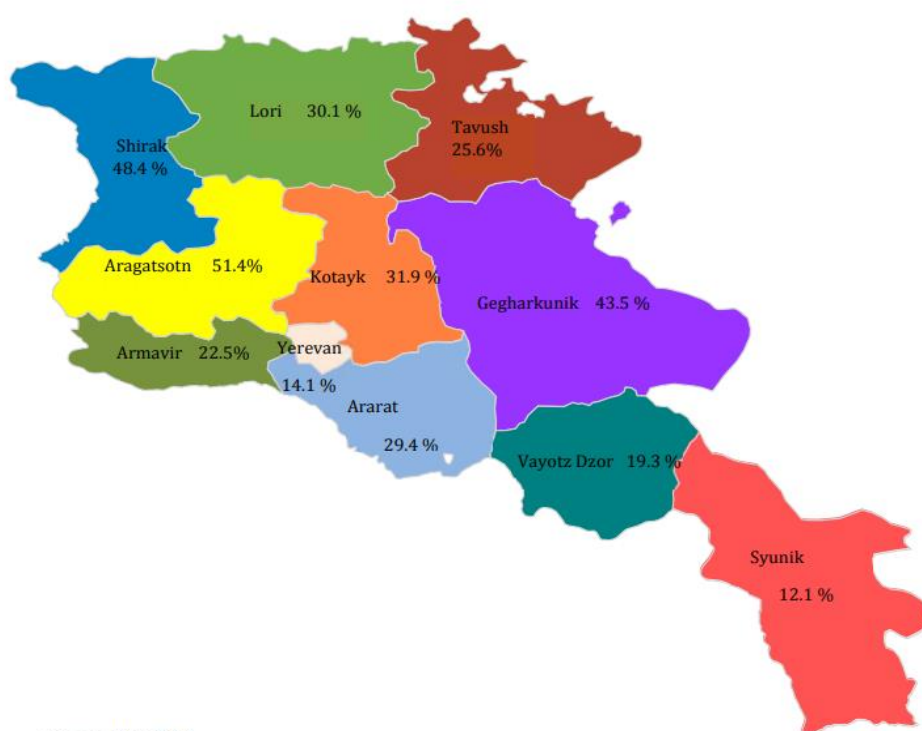 Lori 30.1 %
Tavush
25.6%
Shirak
48.4 %
Aragatsotn 51.4%
Kotayk 31.9 %
Gegharkunik 43.5 %
Armavir 22.5%
Yerevan
14.1 %
Ararat
29.4 %
Vayotz Dzor 19.3 %
Syunik
12.1 %